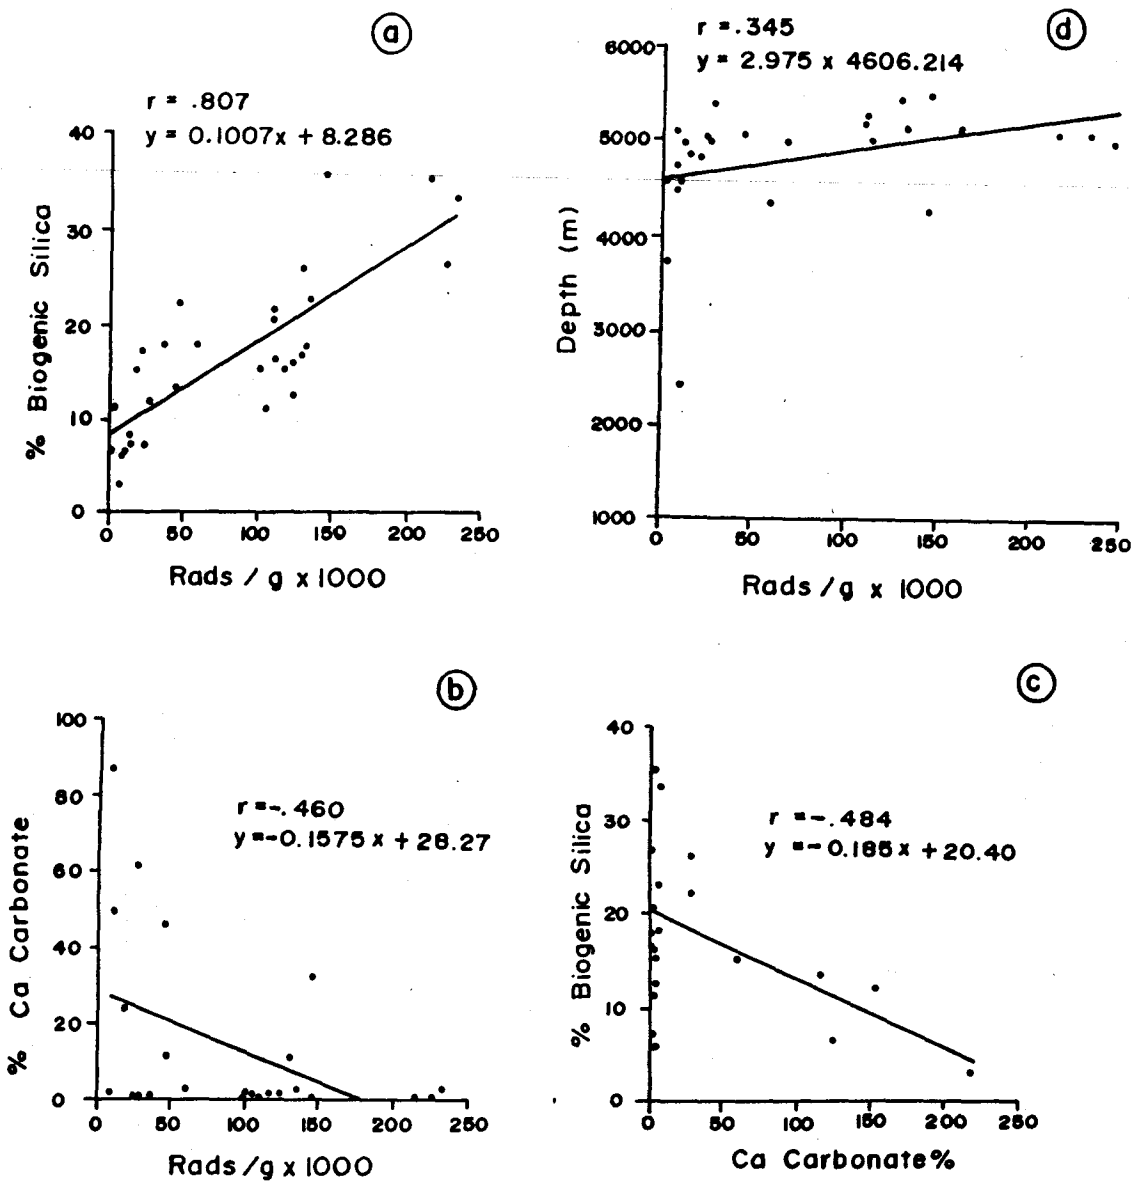 a
r = .807
y = 0.1007x + 8.286
40
30
20
10
0
% Biogenic Silica
0 50 100 150 200 250
Rads / g x 1000
d
r = .345
y = 2.975 x 4606.214
6000
5000
4000
3000
2000
1000
Depth (m)
0 50 100 150 200 250
Rads / g x 1000
b
r = -.460
y = -0.1575x + 28.27
100
80
60
40
20
0
% Ca Carbonate
0 50 100 150 200 250
Rads / g x 1000
c
r = -.484
y = -0.185x + 20.40
40
30
20
10
0
% Biogenic Silica
0 50 100 150 200 250
Ca Carbonate %